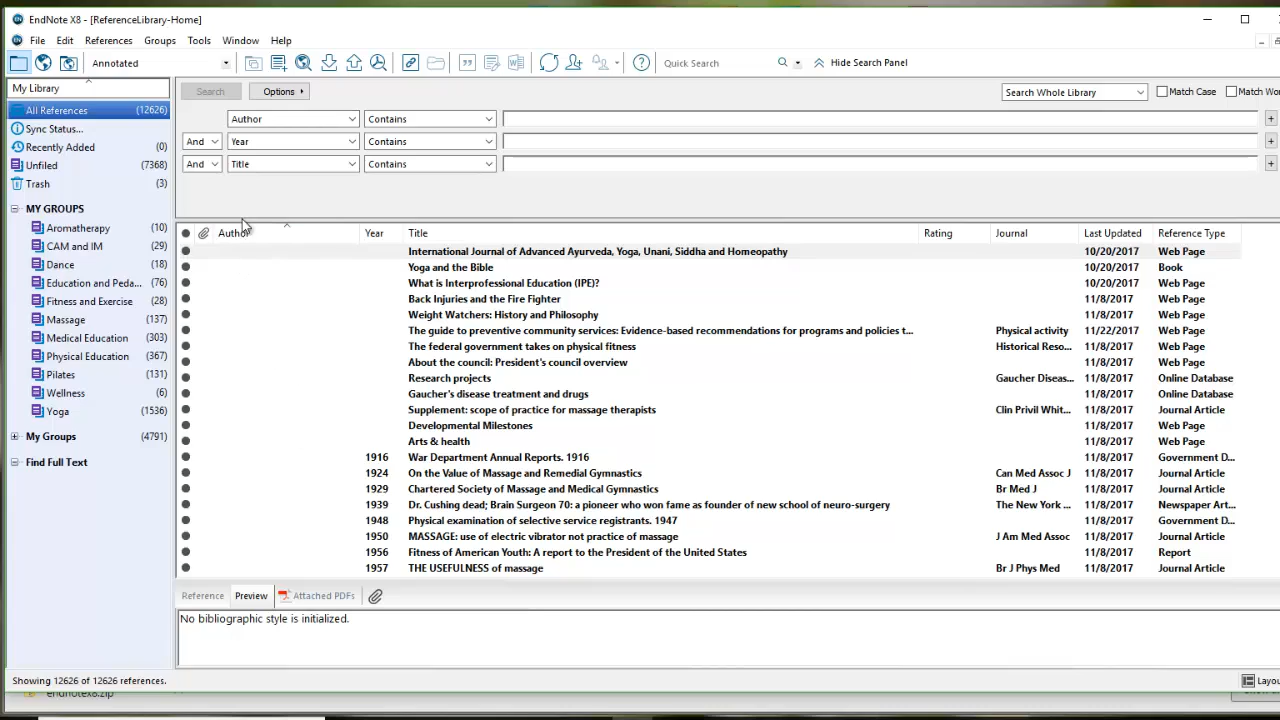 EndNote X8 - [ReferenceLibrary-Home]
File Edit References Groups Tools Window Help
Annotated Quick Search Hide Search Panel
My Library
All References (12626)
Sync Status...
Recently Added (0)
Unfiled (7368)
Trash (3)
MY GROUPS
Aromatherapy (10)
CAM and IM (29)
Dance (18)
Education and Peda... (76)
Fitness and Exercise (28)
Massage (137)
Medical Education (303)
Physical Education (367)
Pilates (131)
Wellness (6)
Yoga (1536)
My Groups (4791)
Find Full Text
Search Options Search Whole Library Match Case Match Wor
Author Contains +
And Year Contains +
And Title Contains +
Author Year Title Rating Journal Last Updated Reference Type
International Journal of Advanced Ayurveda, Yoga, Unani, Siddha and Homeopathy 10/20/2017 Web Page
Yoga and the Bible 10/20/2017 Book
What is Interprofessional Education (IPE)? 10/20/2017 Web Page
Back Injuries and the Fire Fighter 11/8/2017 Web Page
Weight Watchers: History and Philosophy 11/8/2017 Web Page
The guide to preventive community services: Evidence-based recommendations for programs and policies t... Physical activity 11/22/2017 Web Page
The federal government takes on physical fitness Historical Reso... 11/8/2017 Web Page
About the council: President's council overview 11/8/2017 Web Page
Research projects Gaucher Diseas... 11/8/2017 Online Database
Gaucher's disease treatment and drugs 11/8/2017 Online Database
Supplement: scope of practice for massage therapists Clin Privil Whit... 11/8/2017 Journal Article
Developmental Milestones 11/8/2017 Web Page
Arts & health 11/8/2017 Web Page
1916 War Department Annual Reports. 1916 11/8/2017 Government D...
1924 On the Value of Massage and Remedial Gymnastics Can Med Assoc J 11/8/2017 Journal Article
1929 Chartered Society of Massage and Medical Gymnastics Br Med J 11/8/2017 Journal Article
1939 Dr. Cushing dead; Brain Surgeon 70: a pioneer who won fame as founder of new school of neuro-surgery The New York ... 11/8/2017 Newspaper Art...
1948 Physical examination of selective service registrants. 1947 11/8/2017 Government D...
1950 MASSAGE: use of electric vibrator not practice of massage J Am Med Assoc 11/8/2017 Journal Article
1956 Fitness of American Youth: A report to the President of the United States 11/8/2017 Report
1957 THE USEFULNESS of massage Br J Phys Med 11/8/2017 Journal Article
Reference Preview Attached PDFs
No bibliographic style is initialized.
Showing 12626 of 12626 references. Layou
endnotex8.zip